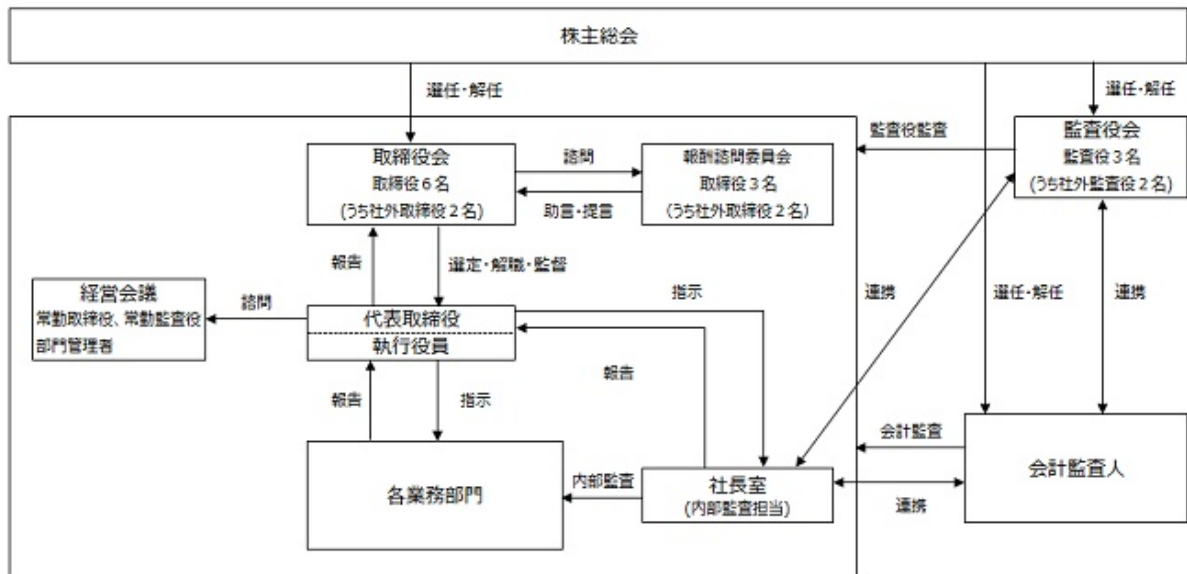 株主総会
選任・解任
選任・解任
監査役監査
監査役会
監査役3名
(うち社外監査役2名)
取締役会
取締役6名
(うち社外取締役2名)
諮問
助言・提言
報酬諮問委員会
取締役3名
(うち社外取締役2名)
報告
選定・解職・監督
経営会議
常勤取締役、常勤監査役
部門管理者
諮問
代表取締役
執行役員
指示
連携
選任・解任
連携
報告
報告
指示
会計監査
会計監査人
各業務部門
内部監査
社長室
(内部監査担当)
連携